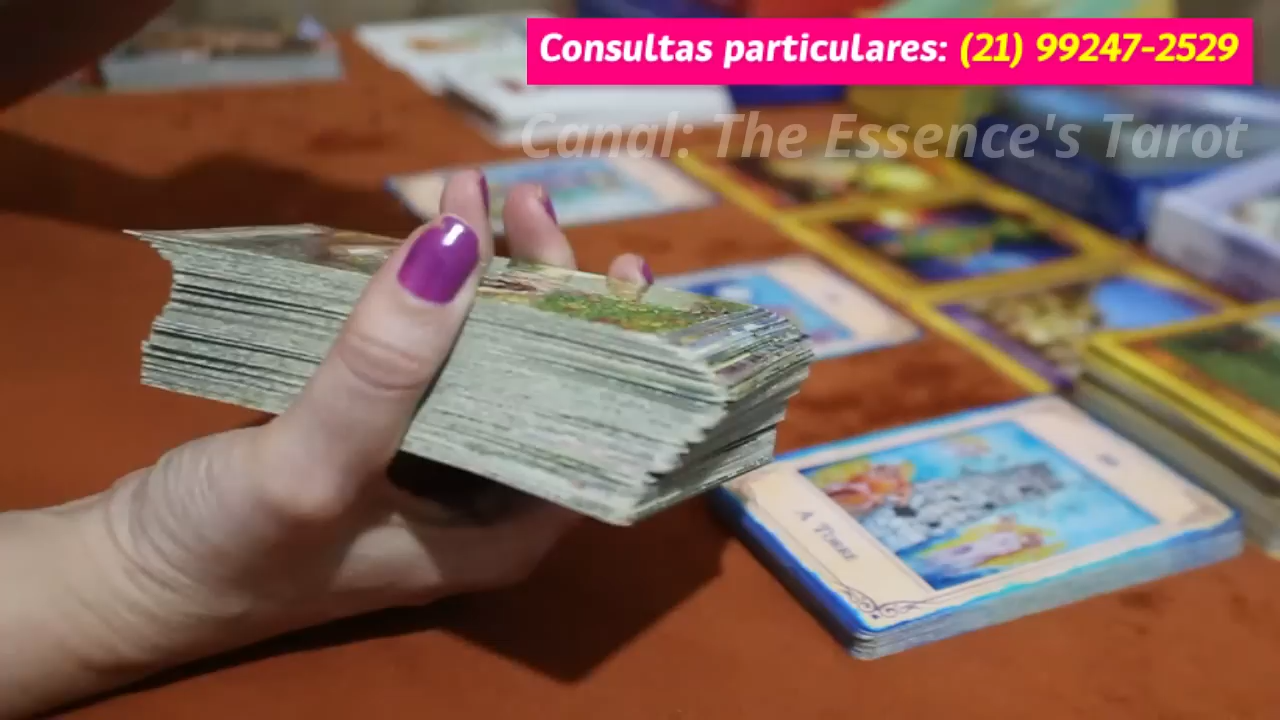 Consultas particulares: (21) 99247-2529
Canal: The Essence's Tarot
A TORRE